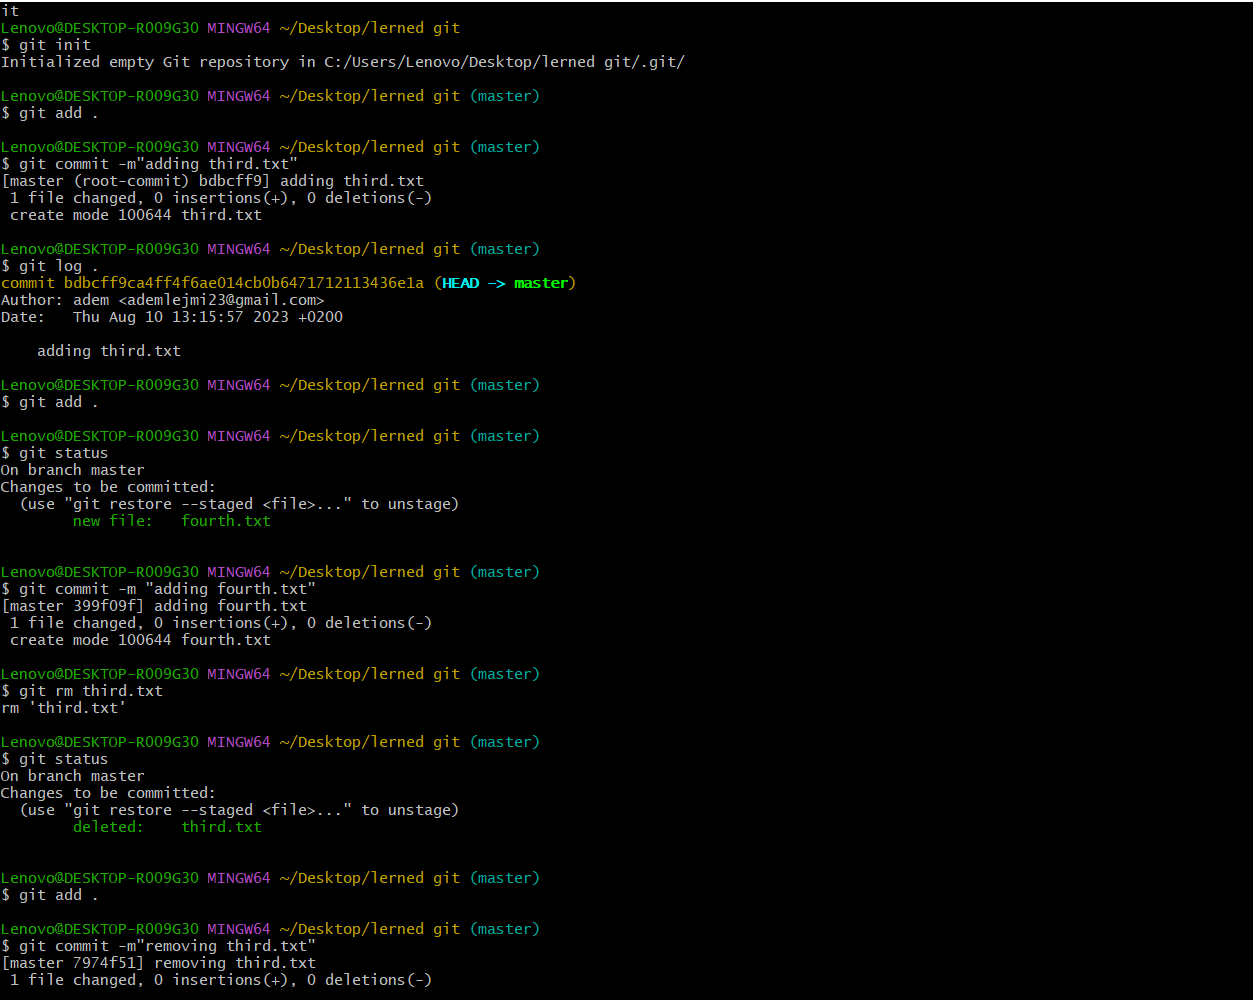 it
Lenovo@DESKTOP-RO09G30 MINGW64 ~/Desktop/lerned git
$ git init
Initialized empty Git repository in C:/Users/Lenovo/Desktop/lerned git/.git/
Lenovo@DESKTOP-RO09G30 MINGW64 ~/Desktop/lerned git (master)
$ git add .
Lenovo@DESKTOP-RO09G30 MINGW64 ~/Desktop/lerned git (master)
$ git commit -m"adding third.txt"
[master (root-commit) bdbcff9] adding third.txt
 1 file changed, 0 insertions(+), 0 deletions(-)
 create mode 100644 third.txt
Lenovo@DESKTOP-RO09G30 MINGW64 ~/Desktop/lerned git (master)
$ git log .
commit bdbcff9ca4ff4f6ae014cb0b6471712113436e1a (HEAD -> master)
Author: adem <ademlejmi23@gmail.com>
Date:   Thu Aug 10 13:15:57 2023 +0200
    adding third.txt
Lenovo@DESKTOP-RO09G30 MINGW64 ~/Desktop/lerned git (master)
$ git add .
Lenovo@DESKTOP-RO09G30 MINGW64 ~/Desktop/lerned git (master)
$ git status
On branch master
Changes to be committed:
  (use "git restore --staged <file>..." to unstage)
        new file:   fourth.txt
Lenovo@DESKTOP-RO09G30 MINGW64 ~/Desktop/lerned git (master)
$ git commit -m "adding fourth.txt"
[master 399f09f] adding fourth.txt
 1 file changed, 0 insertions(+), 0 deletions(-)
 create mode 100644 fourth.txt
Lenovo@DESKTOP-RO09G30 MINGW64 ~/Desktop/lerned git (master)
$ git rm third.txt
rm 'third.txt'
Lenovo@DESKTOP-RO09G30 MINGW64 ~/Desktop/lerned git (master)
$ git status
On branch master
Changes to be committed:
  (use "git restore --staged <file>..." to unstage)
        deleted:    third.txt
Lenovo@DESKTOP-RO09G30 MINGW64 ~/Desktop/lerned git (master)
$ git add .
Lenovo@DESKTOP-RO09G30 MINGW64 ~/Desktop/lerned git (master)
$ git commit -m"removing third.txt"
[master 7974f51] removing third.txt
 1 file changed, 0 insertions(+), 0 deletions(-)